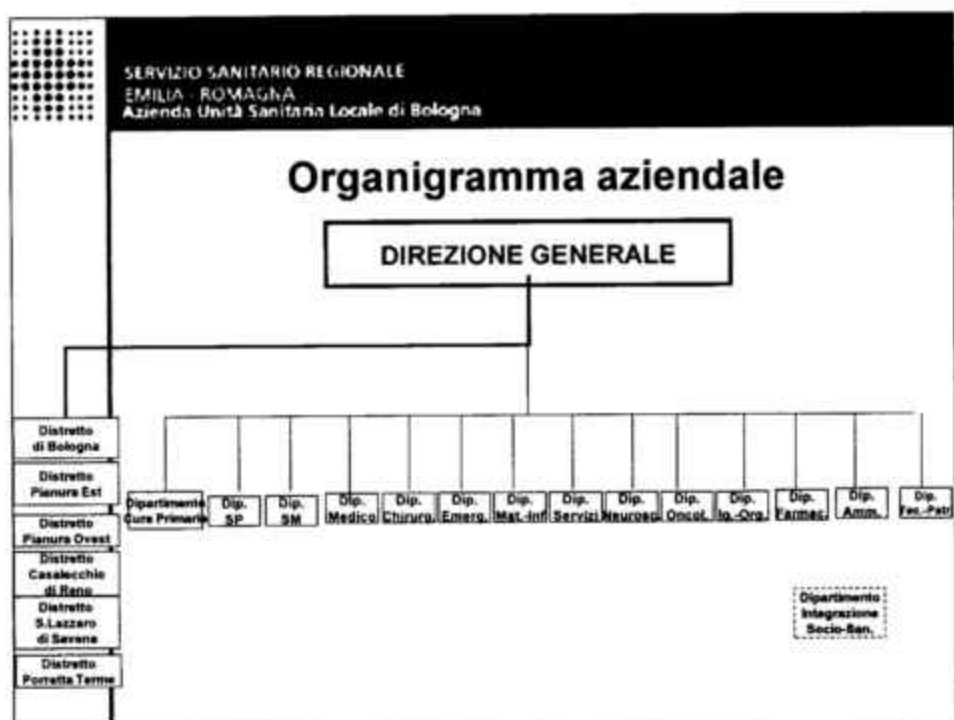 SERVIZIO SANITARIO REGIONALE
EMILIA - ROMAGNA
Azienda Unità Sanitaria Locale di Bologna
Organigramma aziendale
DIREZIONE GENERALE
Distretto
di Bologna
Distretto
Pianura Est
Distretto
Pianura Ovest
Distretto
Casalecchio
di Reno
Distretto
S.Lazzaro
di Savena
Distretto
Porretta Terme
Dipartimento
Cure Primarie
Dip.
SP
Dip.
SM
Dip.
Medico
Dip.
Chirurg.
Dip.
Emerg.
Dip.
Mat.-Inf
Dip.
Servizi
Dip.
Neurosc.
Dip.
Oncol.
Dip.
Ig.-Org.
Dip.
Farmac.
Dip.
Amm.
Dip.
Tec.-Patr
Dipartimento
Integrazione
Socio-San.